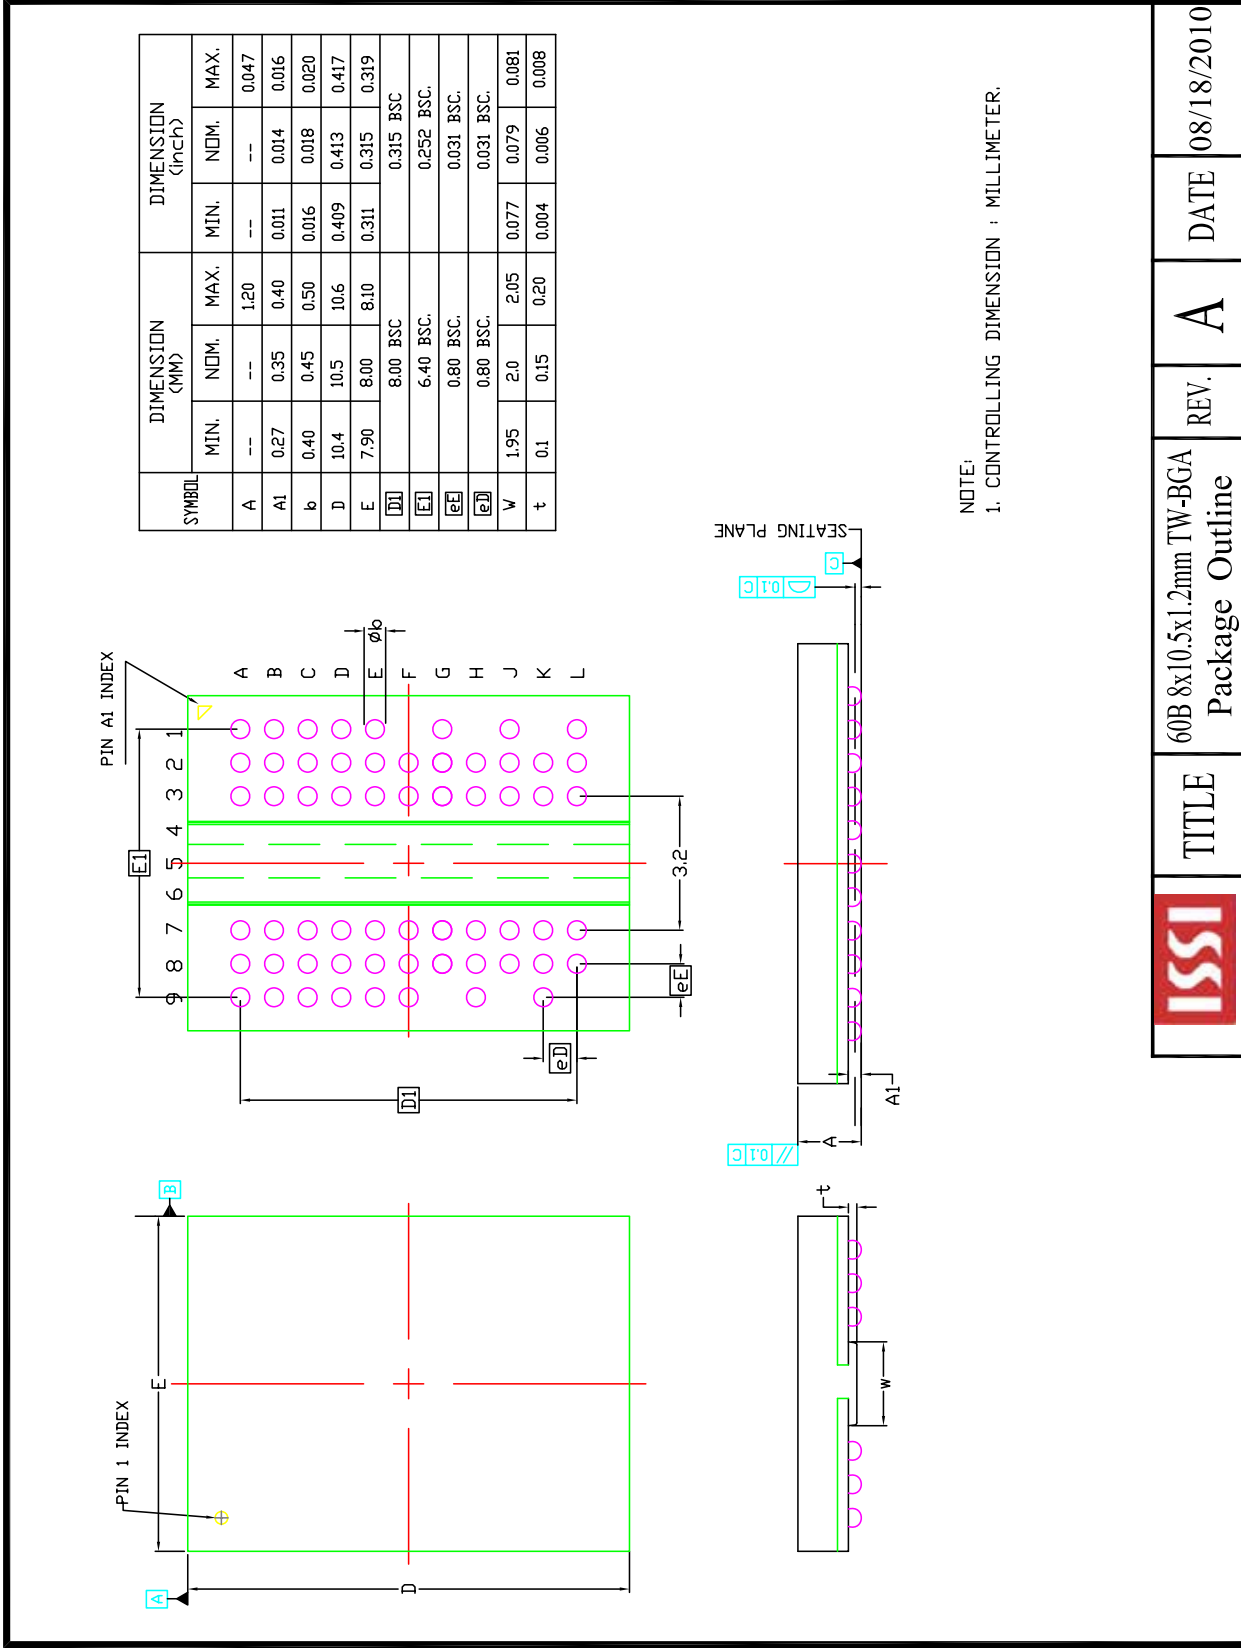 SYMBOL DIMENSION (MM) DIMENSION (inch)
MIN. NOM. MAX. MIN. NOM. MAX.
A -- -- 1.20 -- -- 0.047
A1 0.27 0.35 0.40 0.011 0.014 0.016
b 0.40 0.45 0.50 0.016 0.018 0.020
D 10.4 10.5 10.6 0.409 0.413 0.417
E 7.90 8.00 8.10 0.311 0.315 0.319
D1 8.00 BSC 0.315 BSC
E1 6.40 BSC. 0.252 BSC.
eE 0.80 BSC. 0.031 BSC.
eD 0.80 BSC. 0.031 BSC.
W 1.95 2.0 2.05 0.077 0.079 0.081
t 0.1 0.15 0.20 0.004 0.006 0.008
PIN 1 INDEX
E
D
A
B
PIN A1 INDEX
E1
9 8 7 6 5 4 3 2 1
A
B
C
D
E
F
G
H
J
K
L
øb
3.2
eE
eD
D1
t
W
// 0.1 C
A
A1
⌓ 0.1 C
C
SEATING PLANE
NOTE:
1. CONTROLLING DIMENSION : MILLIMETER.
ISSI
TITLE
60B 8x10.5x1.2mm TW-BGA
Package Outline
REV.
A
DATE
08/18/2010